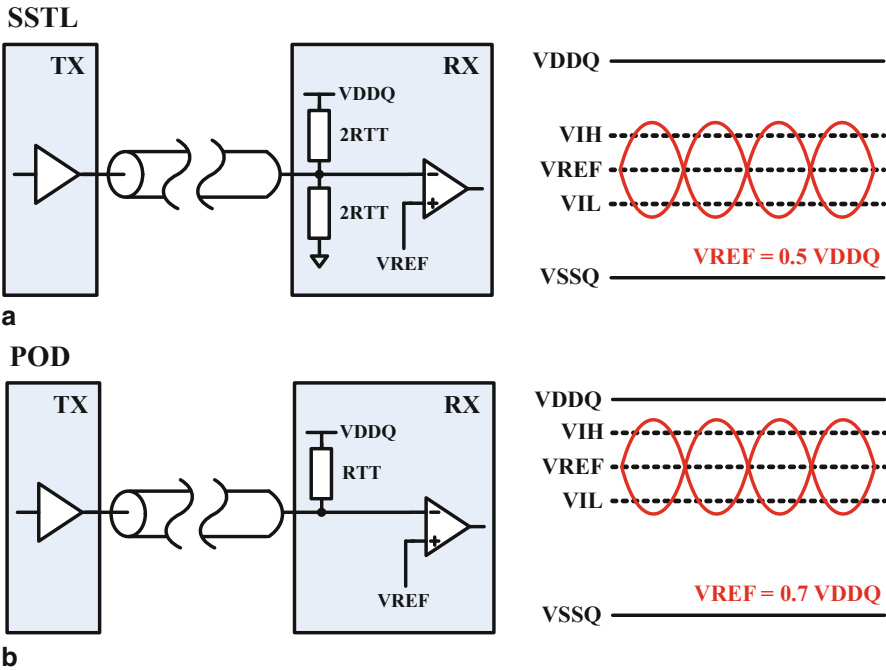 SSTL
TX
RX
VDDQ
2RTT
2RTT
VREF
VDDQ
VIH
VREF
VIL
VREF = 0.5 VDDQ
VSSQ
a
POD
TX
RX
VDDQ
RTT
VREF
VDDQ
VIH
VREF
VIL
VREF = 0.7 VDDQ
VSSQ
b